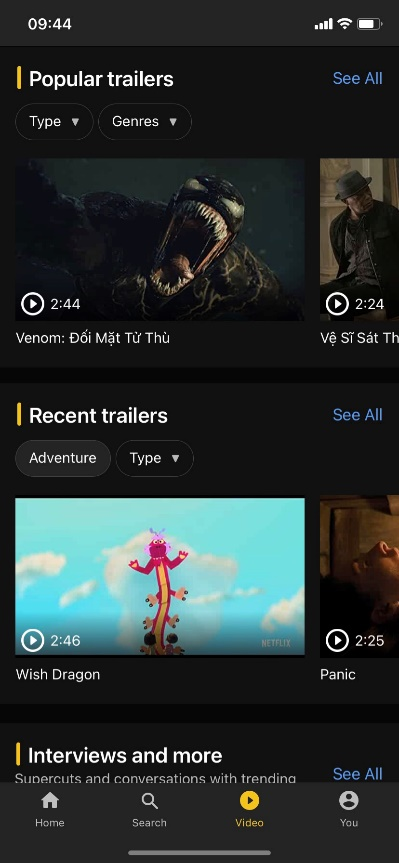 09:44
Popular trailers
See All
Type
Genres
2:44
2:24
Venom: Đối Mặt Tử Thù
Vệ Sĩ Sát Th
Recent trailers
See All
Adventure
Type
NETFLIX
2:46
2:25
Wish Dragon
Panic
Interviews and more
See All
Supercuts and conversations with trending
Home
Search
Video
You